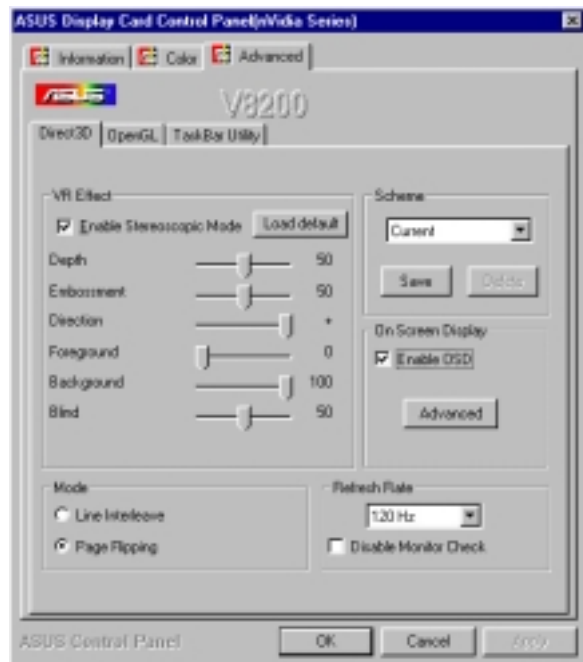 ASUS Display Card Control Panel(nVidia Series)
Information
Color
Advanced
ASUS
V8200
Direct3D
OpenGL
TaskBar Utility
VR Effect
Enable Stereoscopic Mode
Load default
Depth 50
Embossment 50
Direction +
Foreground 0
Background 100
Blind 50
Scheme
Current
Save
Delete
On Screen Display
Enable OSD
Advanced
Mode
Line Interleave
Page Flipping
Refresh Rate
120 Hz
Disable Monitor Check
ASUS Control Panel
OK
Cancel
Apply